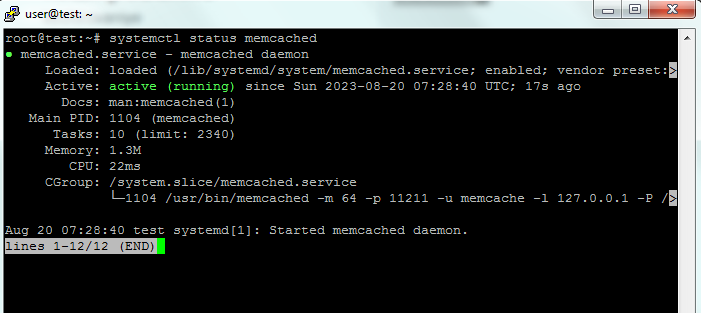 user@test: ~
root@test:~# systemctl status memcached
● memcached.service - memcached daemon
Loaded: loaded (/lib/systemd/system/memcached.service; enabled; vendor preset:>
Active: active (running) since Sun 2023-08-20 07:28:40 UTC; 17s ago
Docs: man:memcached(1)
Main PID: 1104 (memcached)
Tasks: 10 (limit: 2340)
Memory: 1.3M
CPU: 22ms
CGroup: /system.slice/memcached.service
└─1104 /usr/bin/memcached -m 64 -p 11211 -u memcache -l 127.0.0.1 -P />
Aug 20 07:28:40 test systemd[1]: Started memcached daemon.
lines 1-12/12 (END)